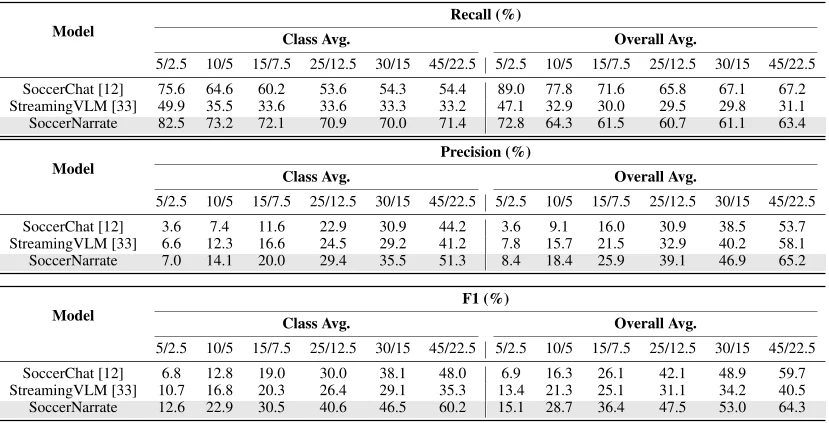 Model Recall (%)
Class Avg. Overall Avg.
5/2.5 10/5 15/7.5 25/12.5 30/15 45/22.5 5/2.5 10/5 15/7.5 25/12.5 30/15 45/22.5
SoccerChat [12] 75.6 64.6 60.2 53.6 54.3 54.4 89.0 77.8 71.6 65.8 67.1 67.2
StreamingVLM [33] 49.9 35.5 33.6 33.6 33.3 33.2 47.1 32.9 30.0 29.5 29.8 31.1
SoccerNarrate 82.5 73.2 72.1 70.9 70.0 71.4 72.8 64.3 61.5 60.7 61.1 63.4
Model Precision (%)
Class Avg. Overall Avg.
5/2.5 10/5 15/7.5 25/12.5 30/15 45/22.5 5/2.5 10/5 15/7.5 25/12.5 30/15 45/22.5
SoccerChat [12] 3.6 7.4 11.6 22.9 30.9 44.2 3.6 9.1 16.0 30.9 38.5 53.7
StreamingVLM [33] 6.6 12.3 16.6 24.5 29.2 41.2 7.8 15.7 21.5 32.9 40.2 58.1
SoccerNarrate 7.0 14.1 20.0 29.4 35.5 51.3 8.4 18.4 25.9 39.1 46.9 65.2
Model F1 (%)
Class Avg. Overall Avg.
5/2.5 10/5 15/7.5 25/12.5 30/15 45/22.5 5/2.5 10/5 15/7.5 25/12.5 30/15 45/22.5
SoccerChat [12] 6.8 12.8 19.0 30.0 38.1 48.0 6.9 16.3 26.1 42.1 48.9 59.7
StreamingVLM [33] 10.7 16.8 20.3 26.4 29.1 35.3 13.4 21.3 25.1 31.1 34.2 40.5
SoccerNarrate 12.6 22.9 30.5 40.6 46.5 60.2 15.1 28.7 36.4 47.5 53.0 64.3